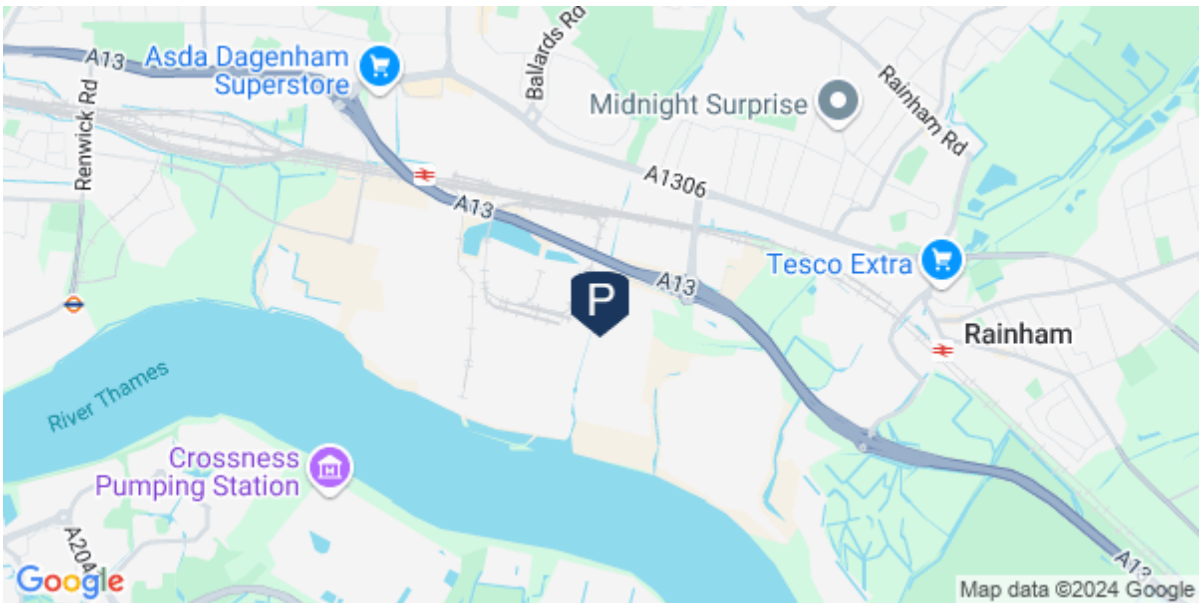 A13
Asda Dagenham
Superstore
Ballards Rd
Renwick Rd
Midnight Surprise
Rainham Rd
A1306
A13
Tesco Extra
A13
P
Rainham
River Thames
Crossness
Pumping Station
A204
A13
Google
Map data ©2024 Google